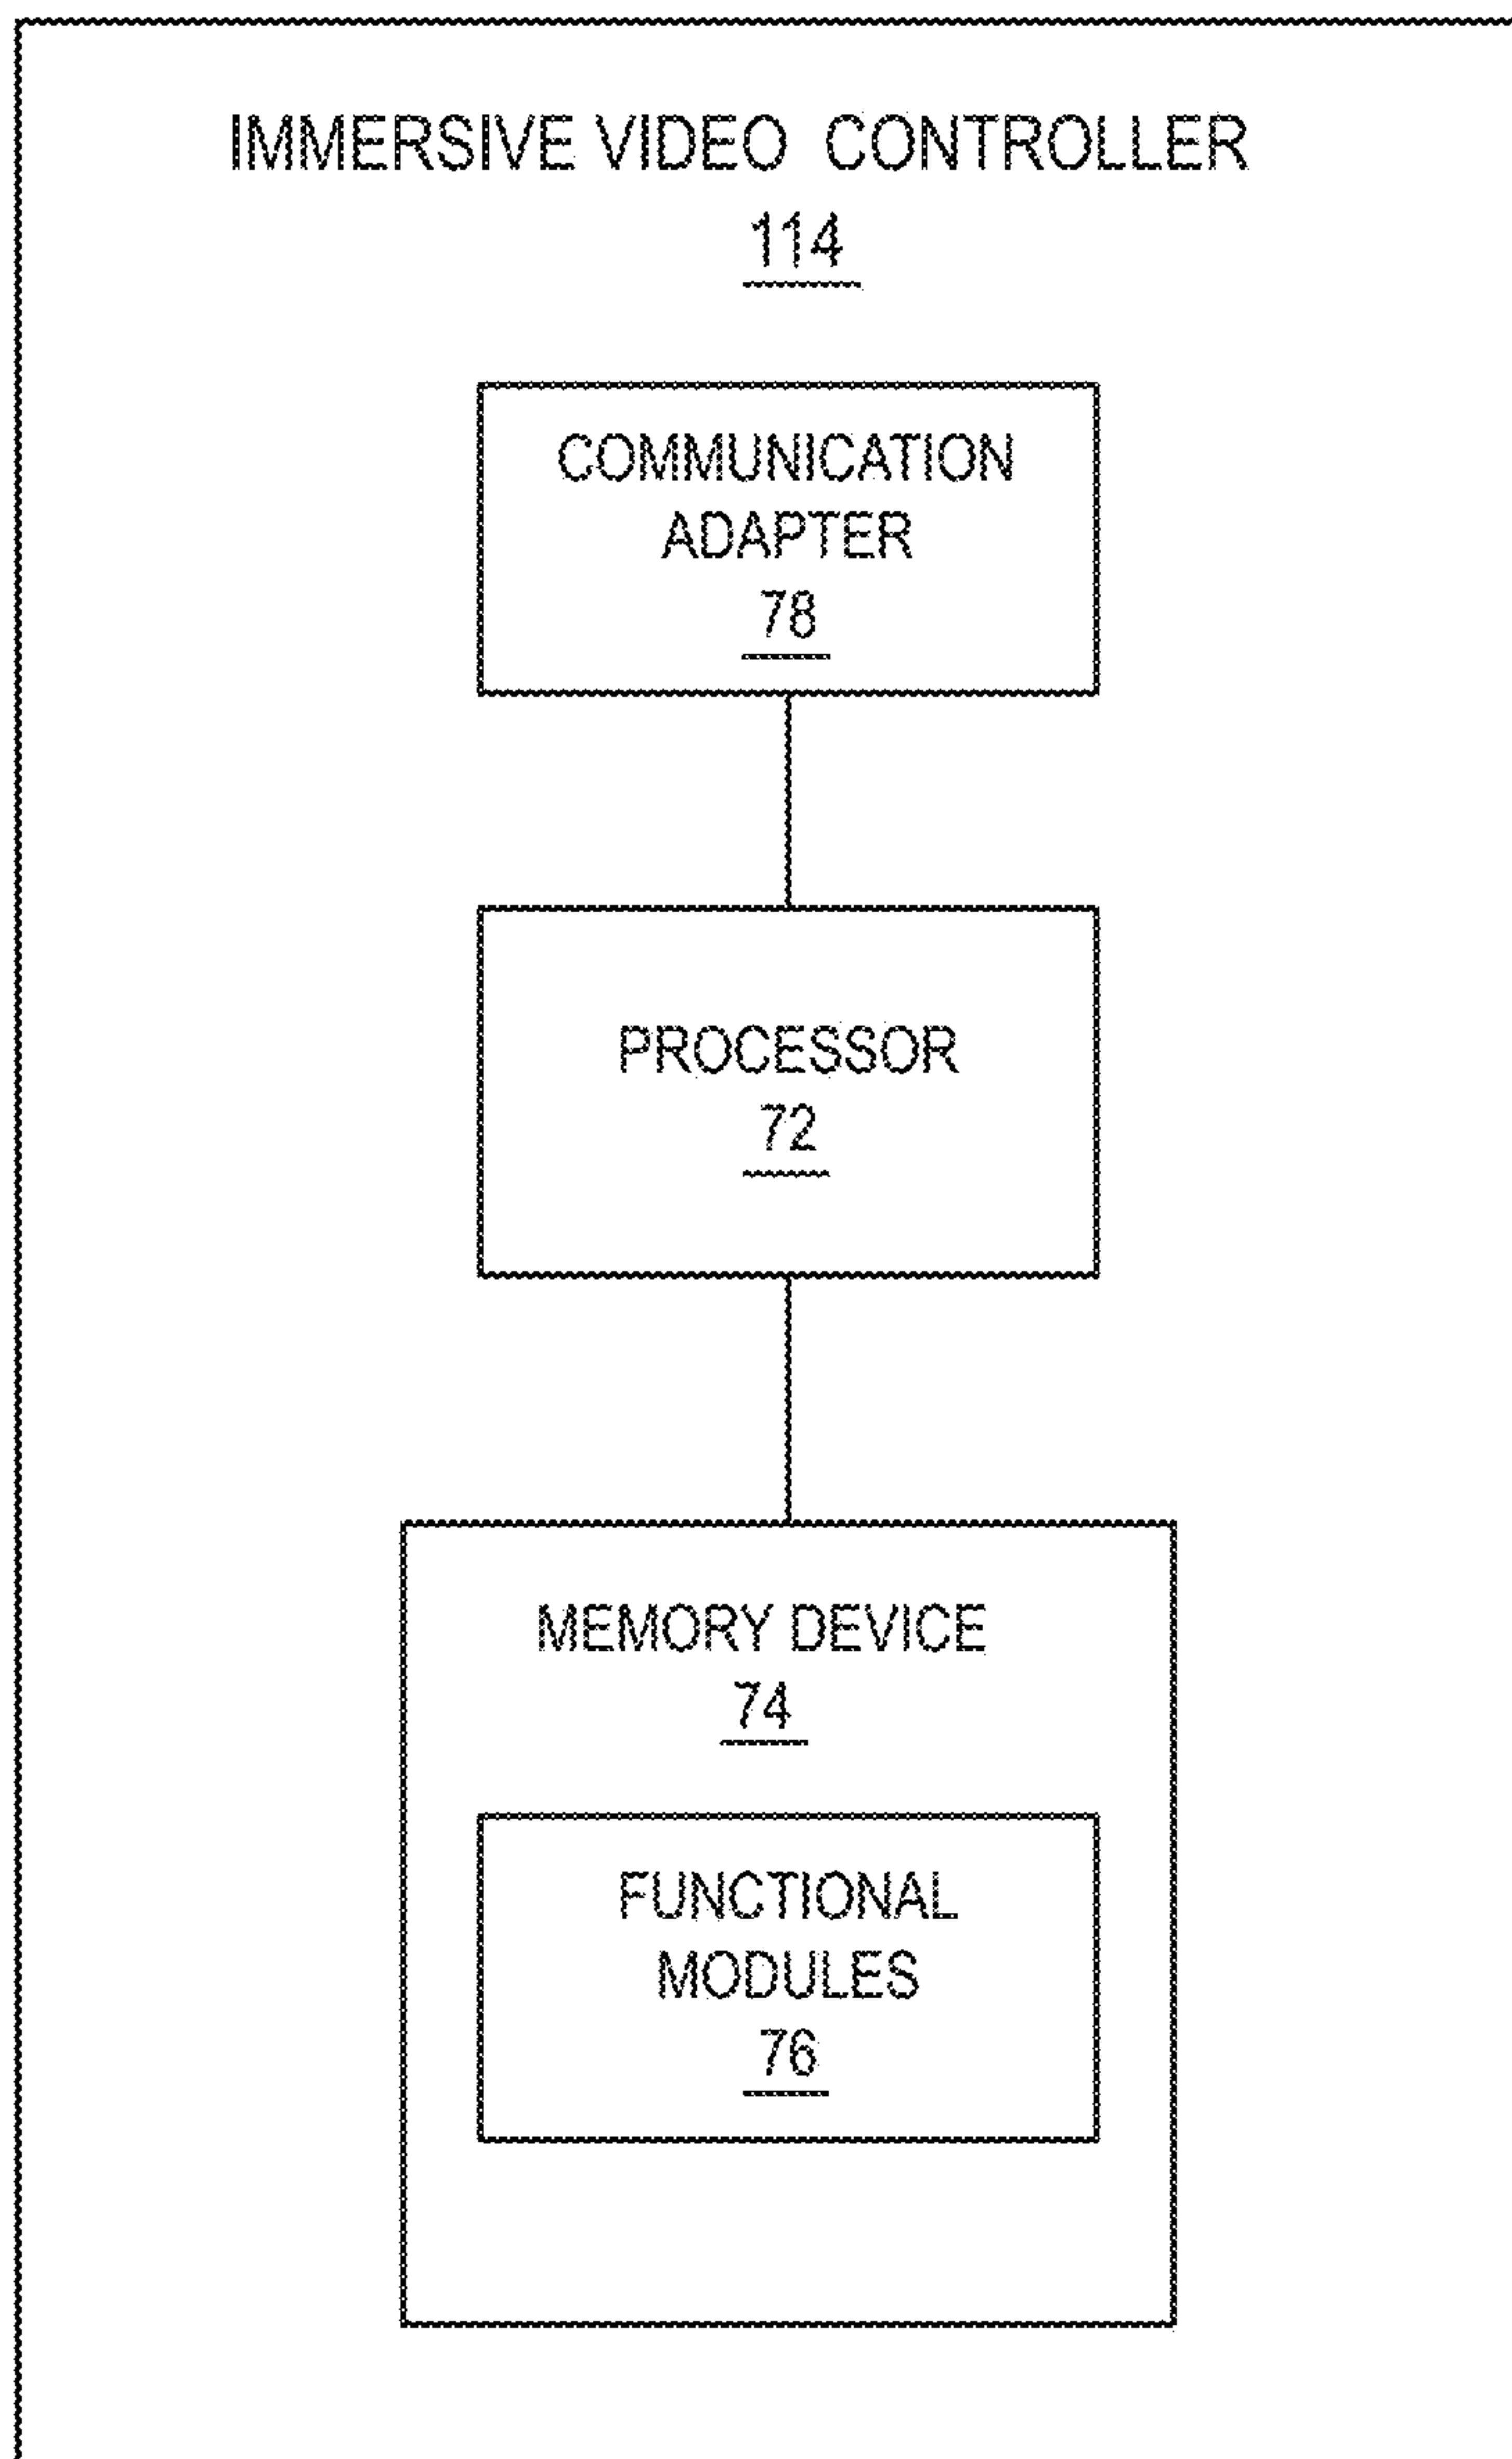 IMMERSIVE VIDEO CONTROLLER
114
COMMUNICATION
ADAPTER
78
PROCESSOR
72
MEMORY DEVICE
74
FUNCTIONAL
MODULES
76